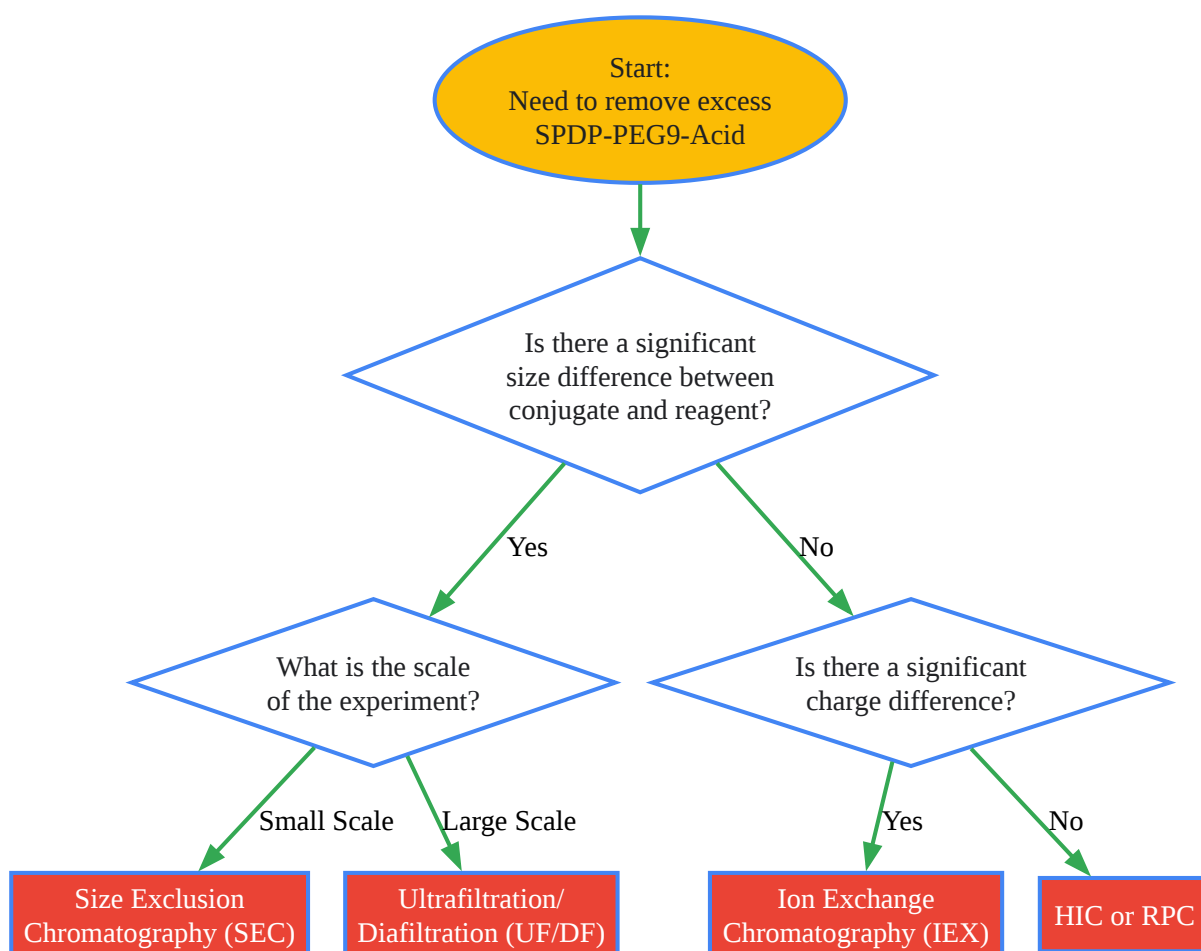 Start:
Need to remove excess
SPDP-PEG9-Acid
Is there a significant
size difference between
conjugate and reagent?
Yes
No
What is the scale
of the experiment?
Is there a significant
charge difference?
Small Scale
Large Scale
Yes
No
Size Exclusion
Chromatography (SEC)
Ultrafiltration/
Diafiltration (UF/DF)
Ion Exchange
Chromatography (IEX)
HIC or RPC